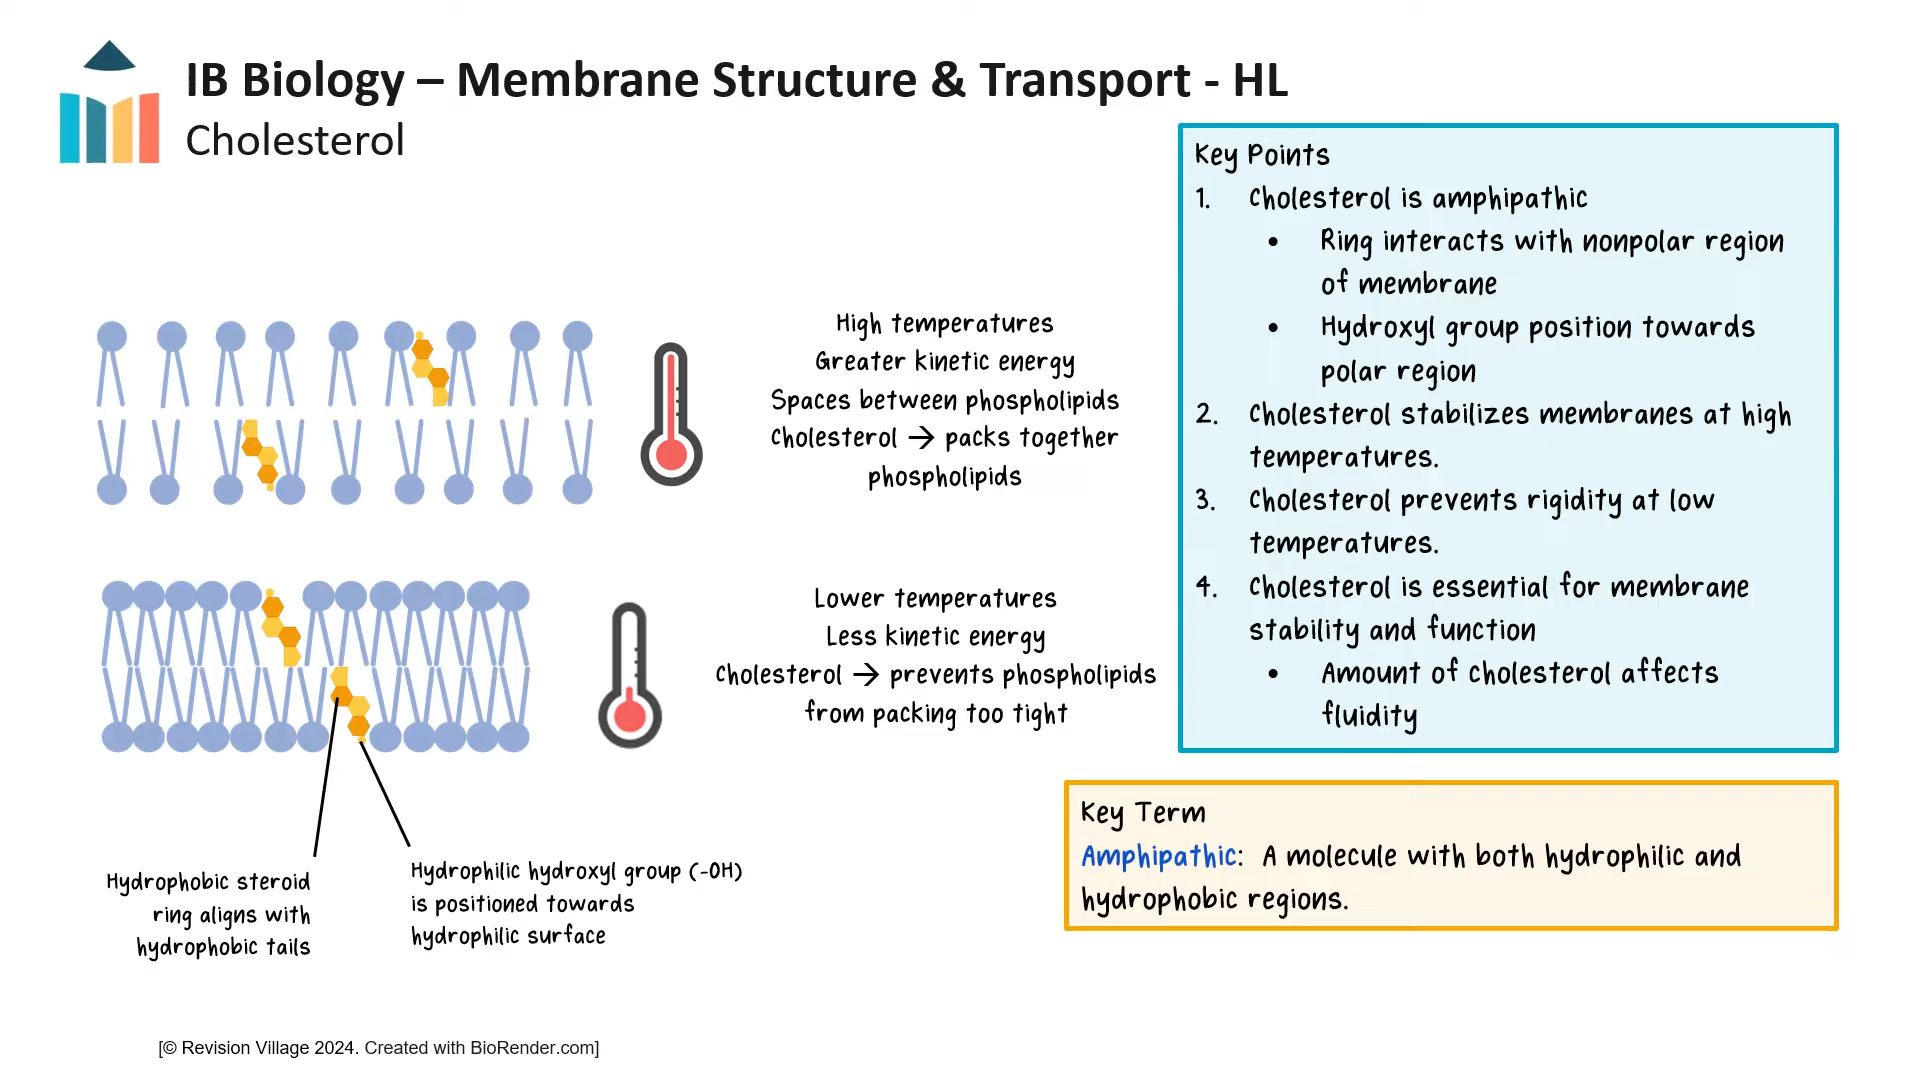 IB Biology – Membrane Structure & Transport - HL
Cholesterol
Key Points
1. Cholesterol is amphipathic
• Ring interacts with nonpolar region
of membrane
• Hydroxyl group position towards
polar region
2. Cholesterol stabilizes membranes at high
temperatures.
3. Cholesterol prevents rigidity at low
temperatures.
4. Cholesterol is essential for membrane
stability and function
• Amount of cholesterol affects
fluidity
High temperatures
Greater kinetic energy
Spaces between phospholipids
Cholesterol → packs together
phospholipids
Lower temperatures
Less kinetic energy
Cholesterol → prevents phospholipids
from packing too tight
Hydrophobic steroid
ring aligns with
hydrophobic tails
Hydrophilic hydroxyl group (-OH)
is positioned towards
hydrophilic surface
Key Term
Amphipathic: A molecule with both hydrophilic and
hydrophobic regions.
[© Revision Village 2024. Created with BioRender.com]